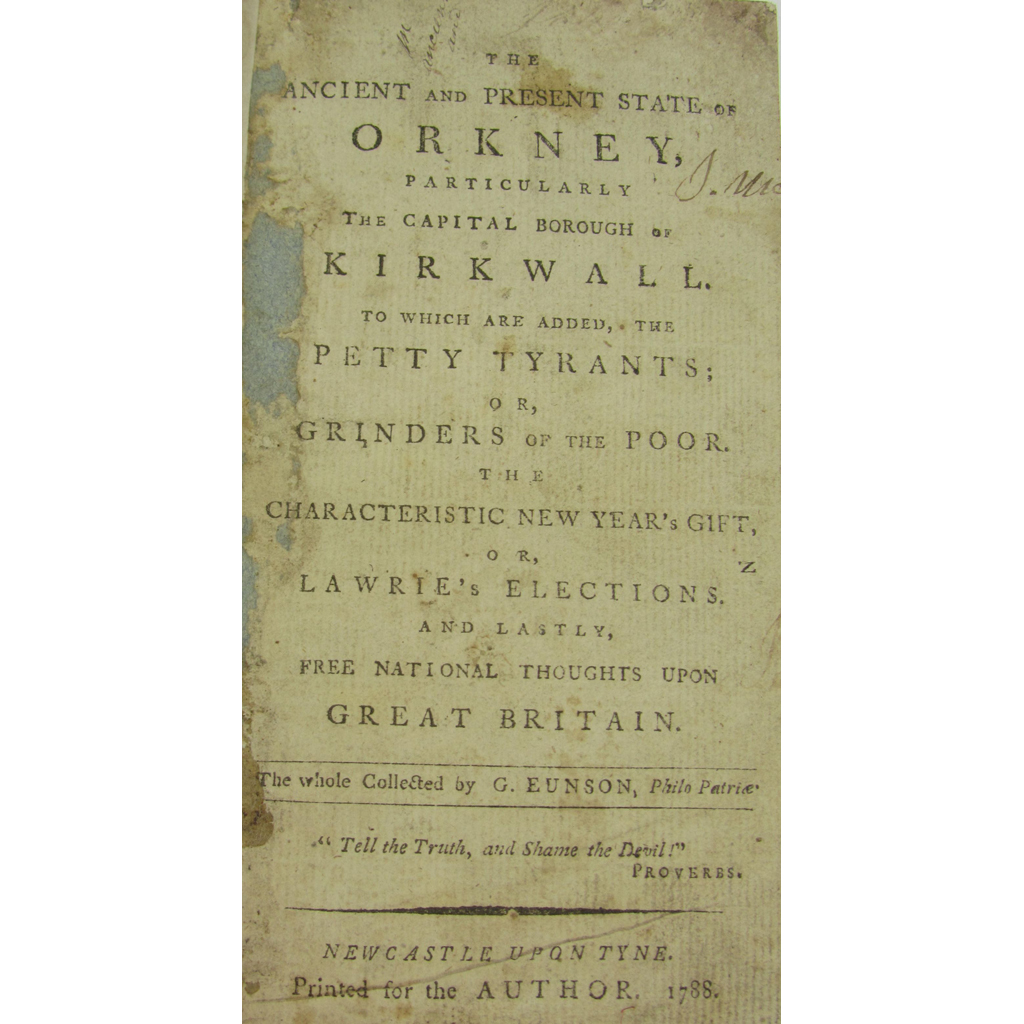 THE
ANCIENT AND PRESENT STATE OF
ORKNEY,
PARTICULARLY
THE CAPITAL BOROUGH OF
KIRKWALL.
TO WHICH ARE ADDED, THE
PETTY TYRANTS;
OR,
GRINDERS OF THE POOR.
THE
CHARACTERISTIC NEW YEAR's GIFT,
OR,
LAWRIE's ELECTIONS.
AND LASTLY,
FREE NATIONAL THOUGHTS UPON
GREAT BRITAIN.
The whole Collected by G. EUNSON, Philo Patriæ
"Tell the Truth, and Shame the Devil!"
PROVERBS.
NEWCASTLE UPON TYNE.
Printed for the AUTHOR. 1788.